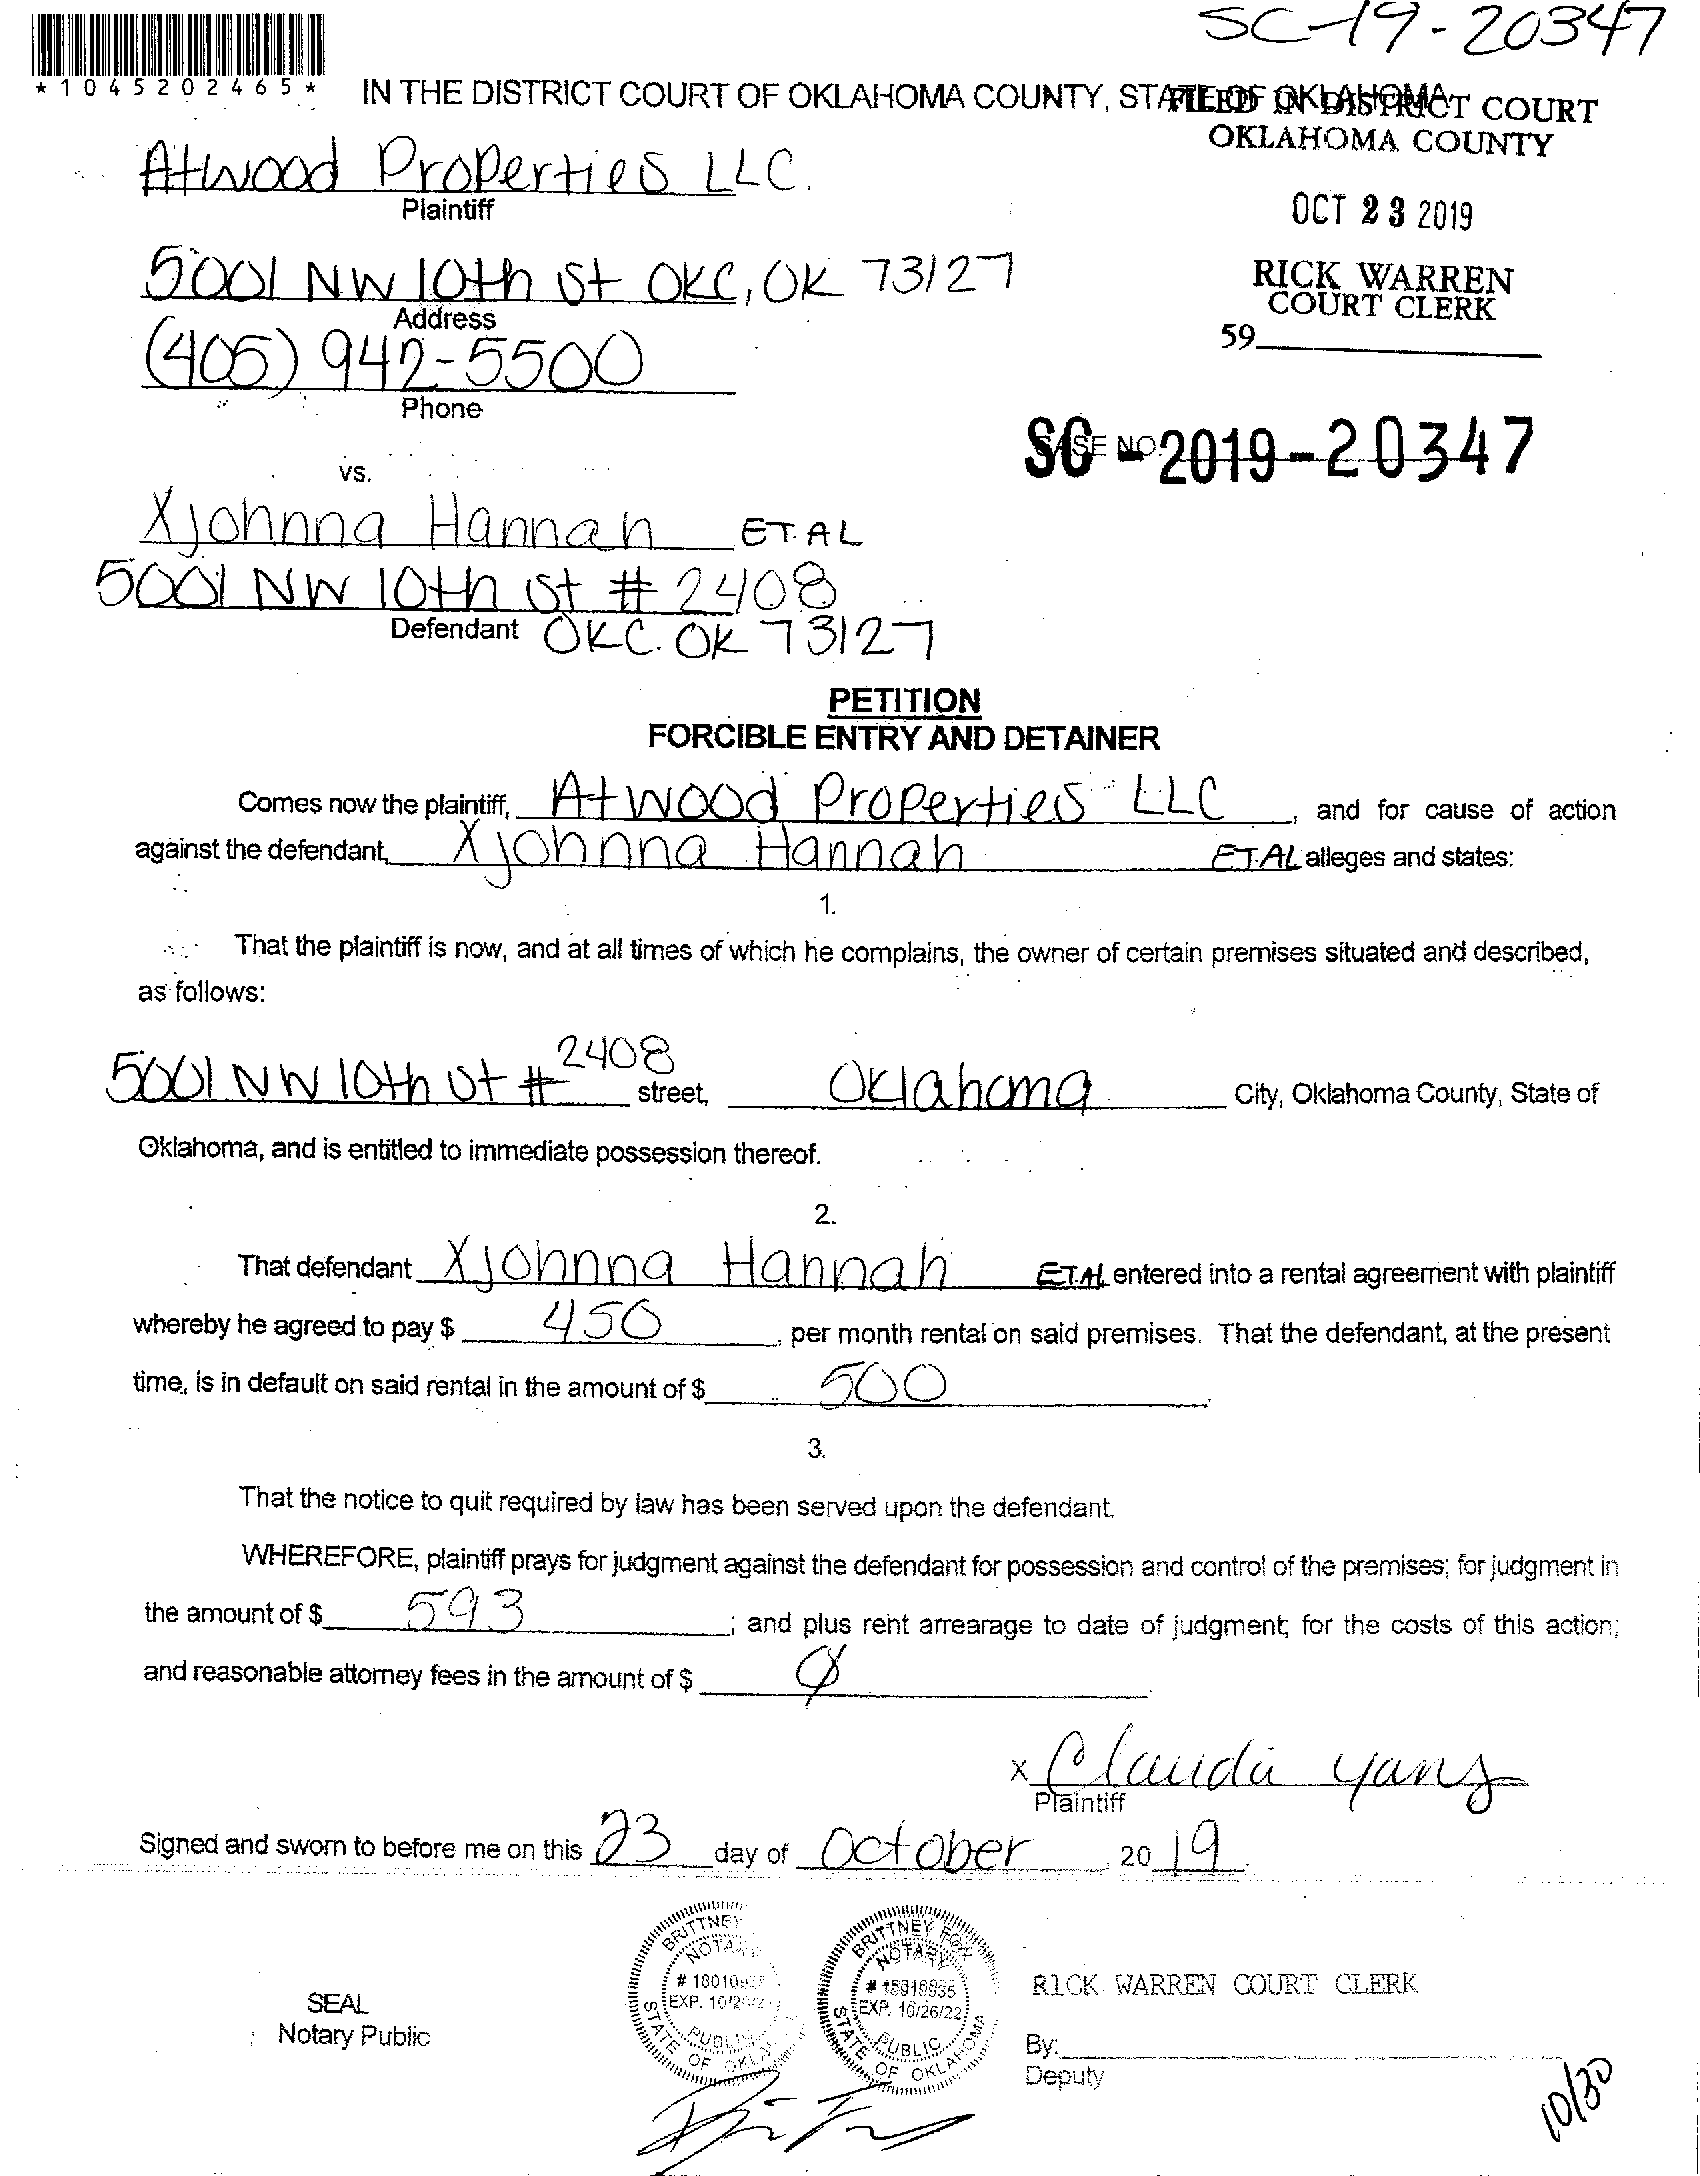 SC-19-20347
*1045202465*
IN THE DISTRICT COURT OF OKLAHOMA COUNTY, STATE OF OKLAHOMA
FILED IN DISTRICT COURT
OKLAHOMA COUNTY
Atwood Properties LLC.
Plaintiff
OCT 23 2019
5001 NW 10th St OKC, OK 73127
Address
RICK WARREN
COURT CLERK
59
(405) 942-5500
Phone
SC - 2019-20347
CASE NO.
vs.
Xjohnna Hannah ET. AL
5001 NW 10th St # 2408
Defendant OKC. OK 73127
PETITION
FORCIBLE ENTRY AND DETAINER
Comes now the plaintiff, Atwood Properties LLC, and for cause of action
against the defendant, Xjohnna Hannah ET.AL alleges and states:
1.
That the plaintiff is now, and at all times of which he complains, the owner of certain premises situated and described,
as follows:
5001 NW 10th St # 2408 street, Oklahoma City, Oklahoma County, State of
Oklahoma, and is entitled to immediate possession thereof.
2.
That defendant Xjohnna Hannah ET.AL entered into a rental agreement with plaintiff
whereby he agreed to pay $ 450, per month rental on said premises. That the defendant, at the present
time, is in default on said rental in the amount of $ 500.
3.
That the notice to quit required by law has been served upon the defendant.
WHEREFORE, plaintiff prays for judgment against the defendant for possession and control of the premises; for judgment in
the amount of $ 593; and plus rent arrearage to date of judgment; for the costs of this action;
and reasonable attorney fees in the amount of $ Ø
x Claudia Yang
Plaintiff
Signed and sworn to before me on this 23 day of October, 2019.
SEAL
Notary Public
BRITTNEY
NOTARY
EXP.
PUBLIC
STATE OF
BRITTNEY
NOTARY
EXP. 10/26/22
PUBLIC
STATE OF OKLAHOMA
RICK WARREN COURT CLERK
By:
Deputy
10/30